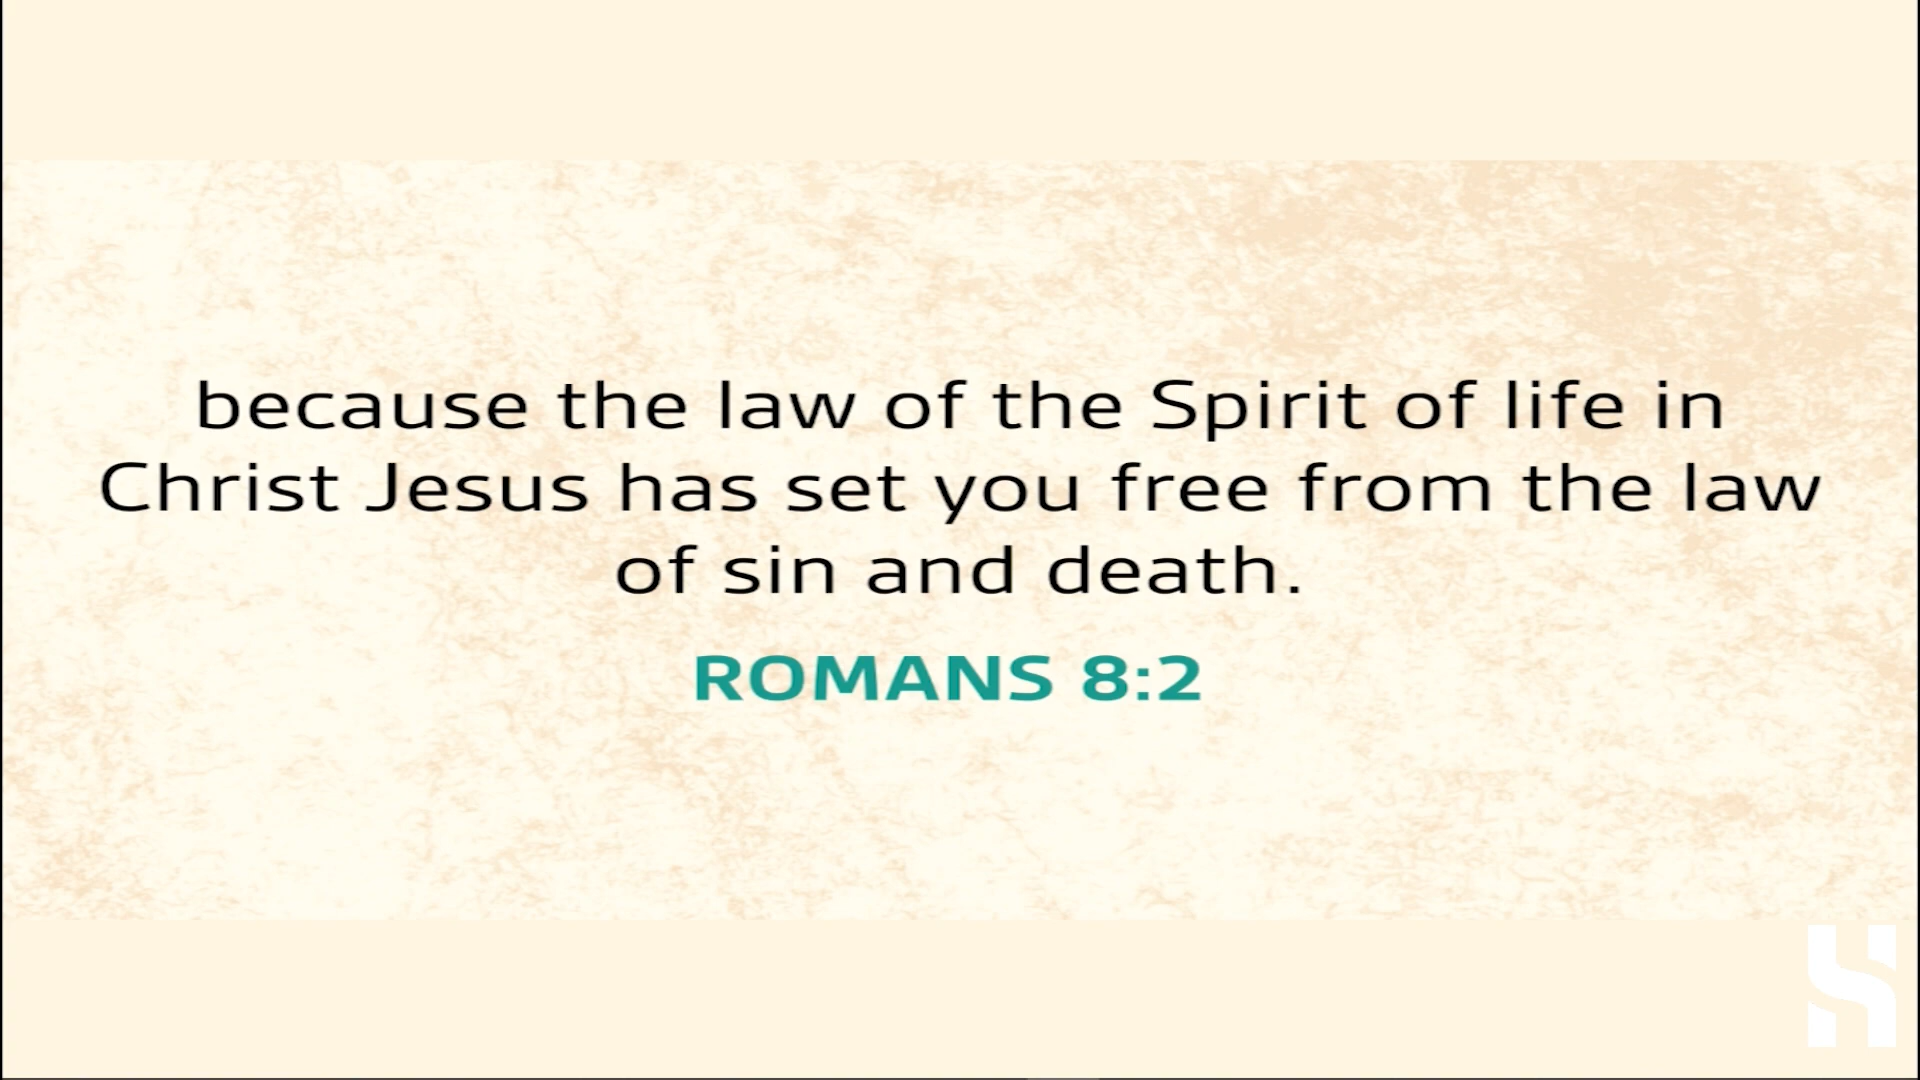 because the law of the Spirit of life in
Christ Jesus has set you free from the law
of sin and death.
ROMANS 8:2